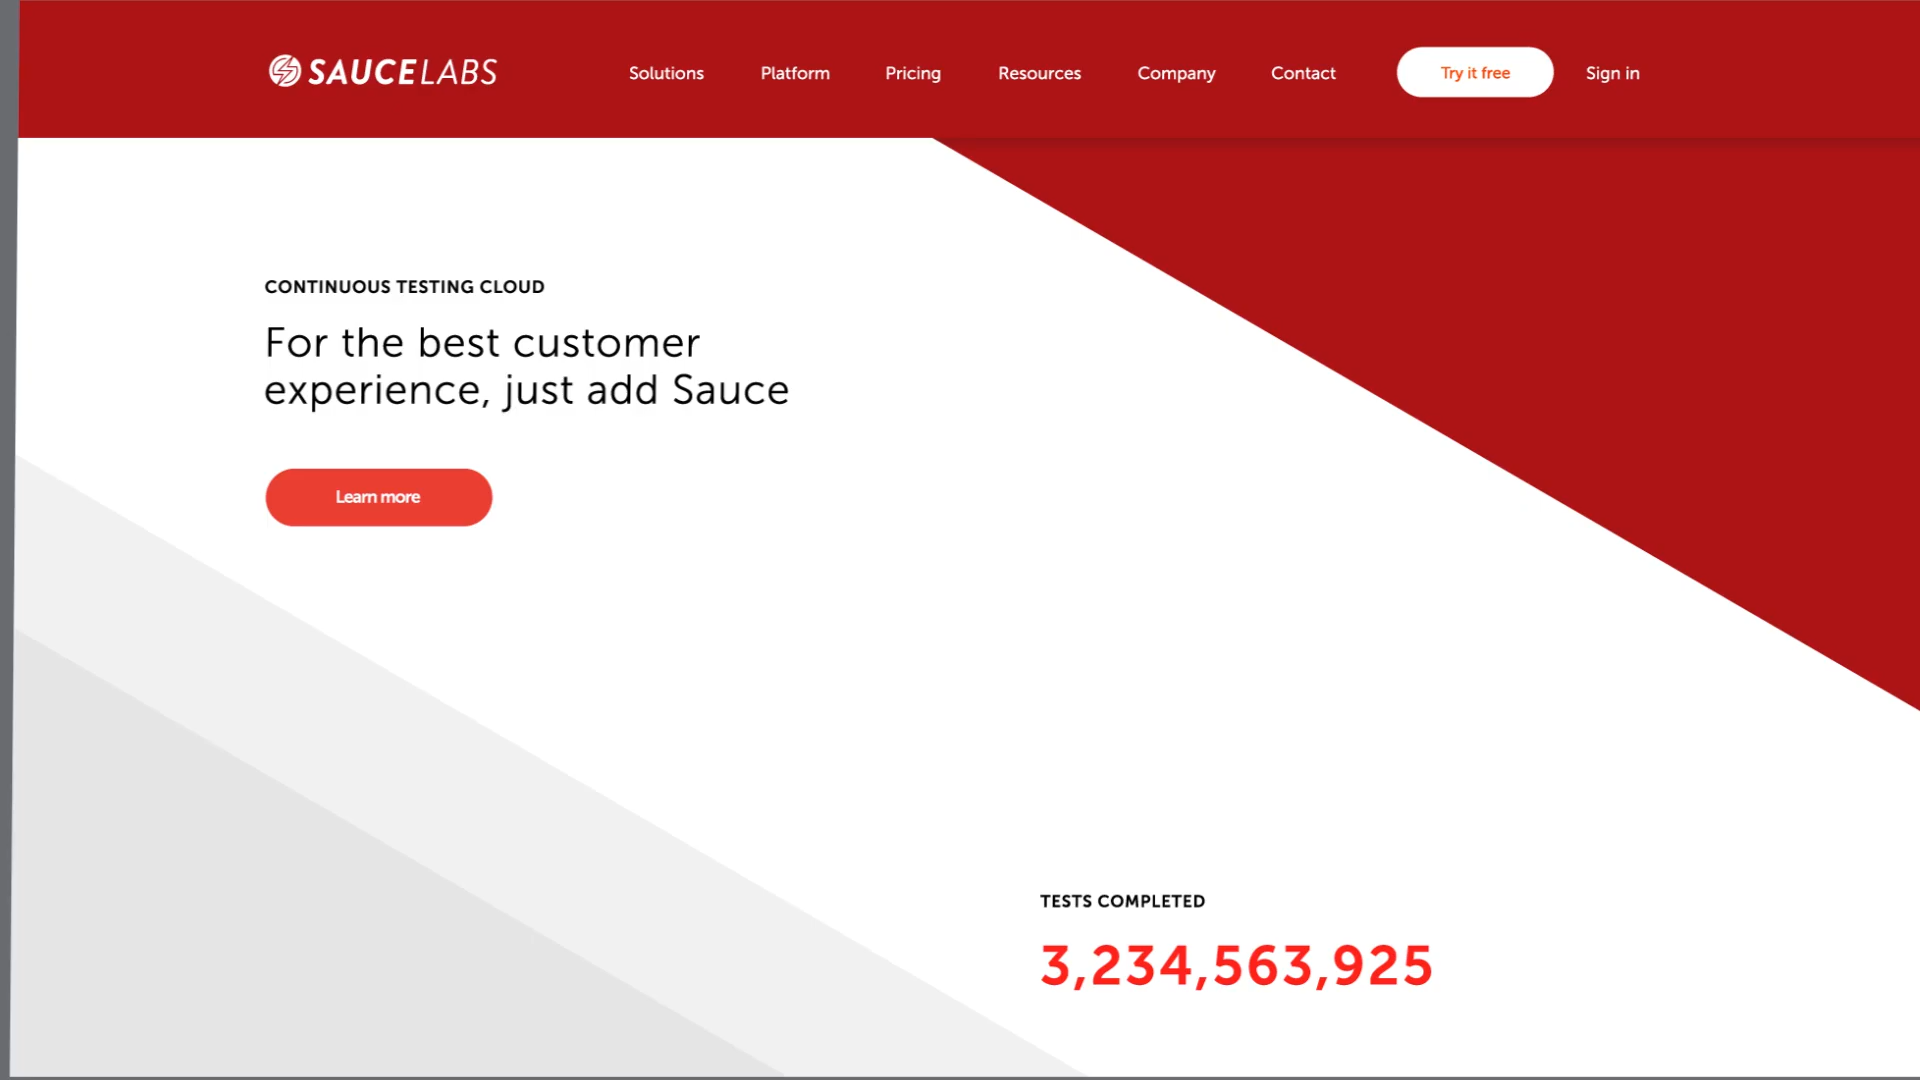 SAUCELABS
Solutions
Platform
Pricing
Resources
Company
Contact
Try it free
Sign in
CONTINUOUS TESTING CLOUD
For the best customer
experience, just add Sauce
Learn more
TESTS COMPLETED
3,234,563,925